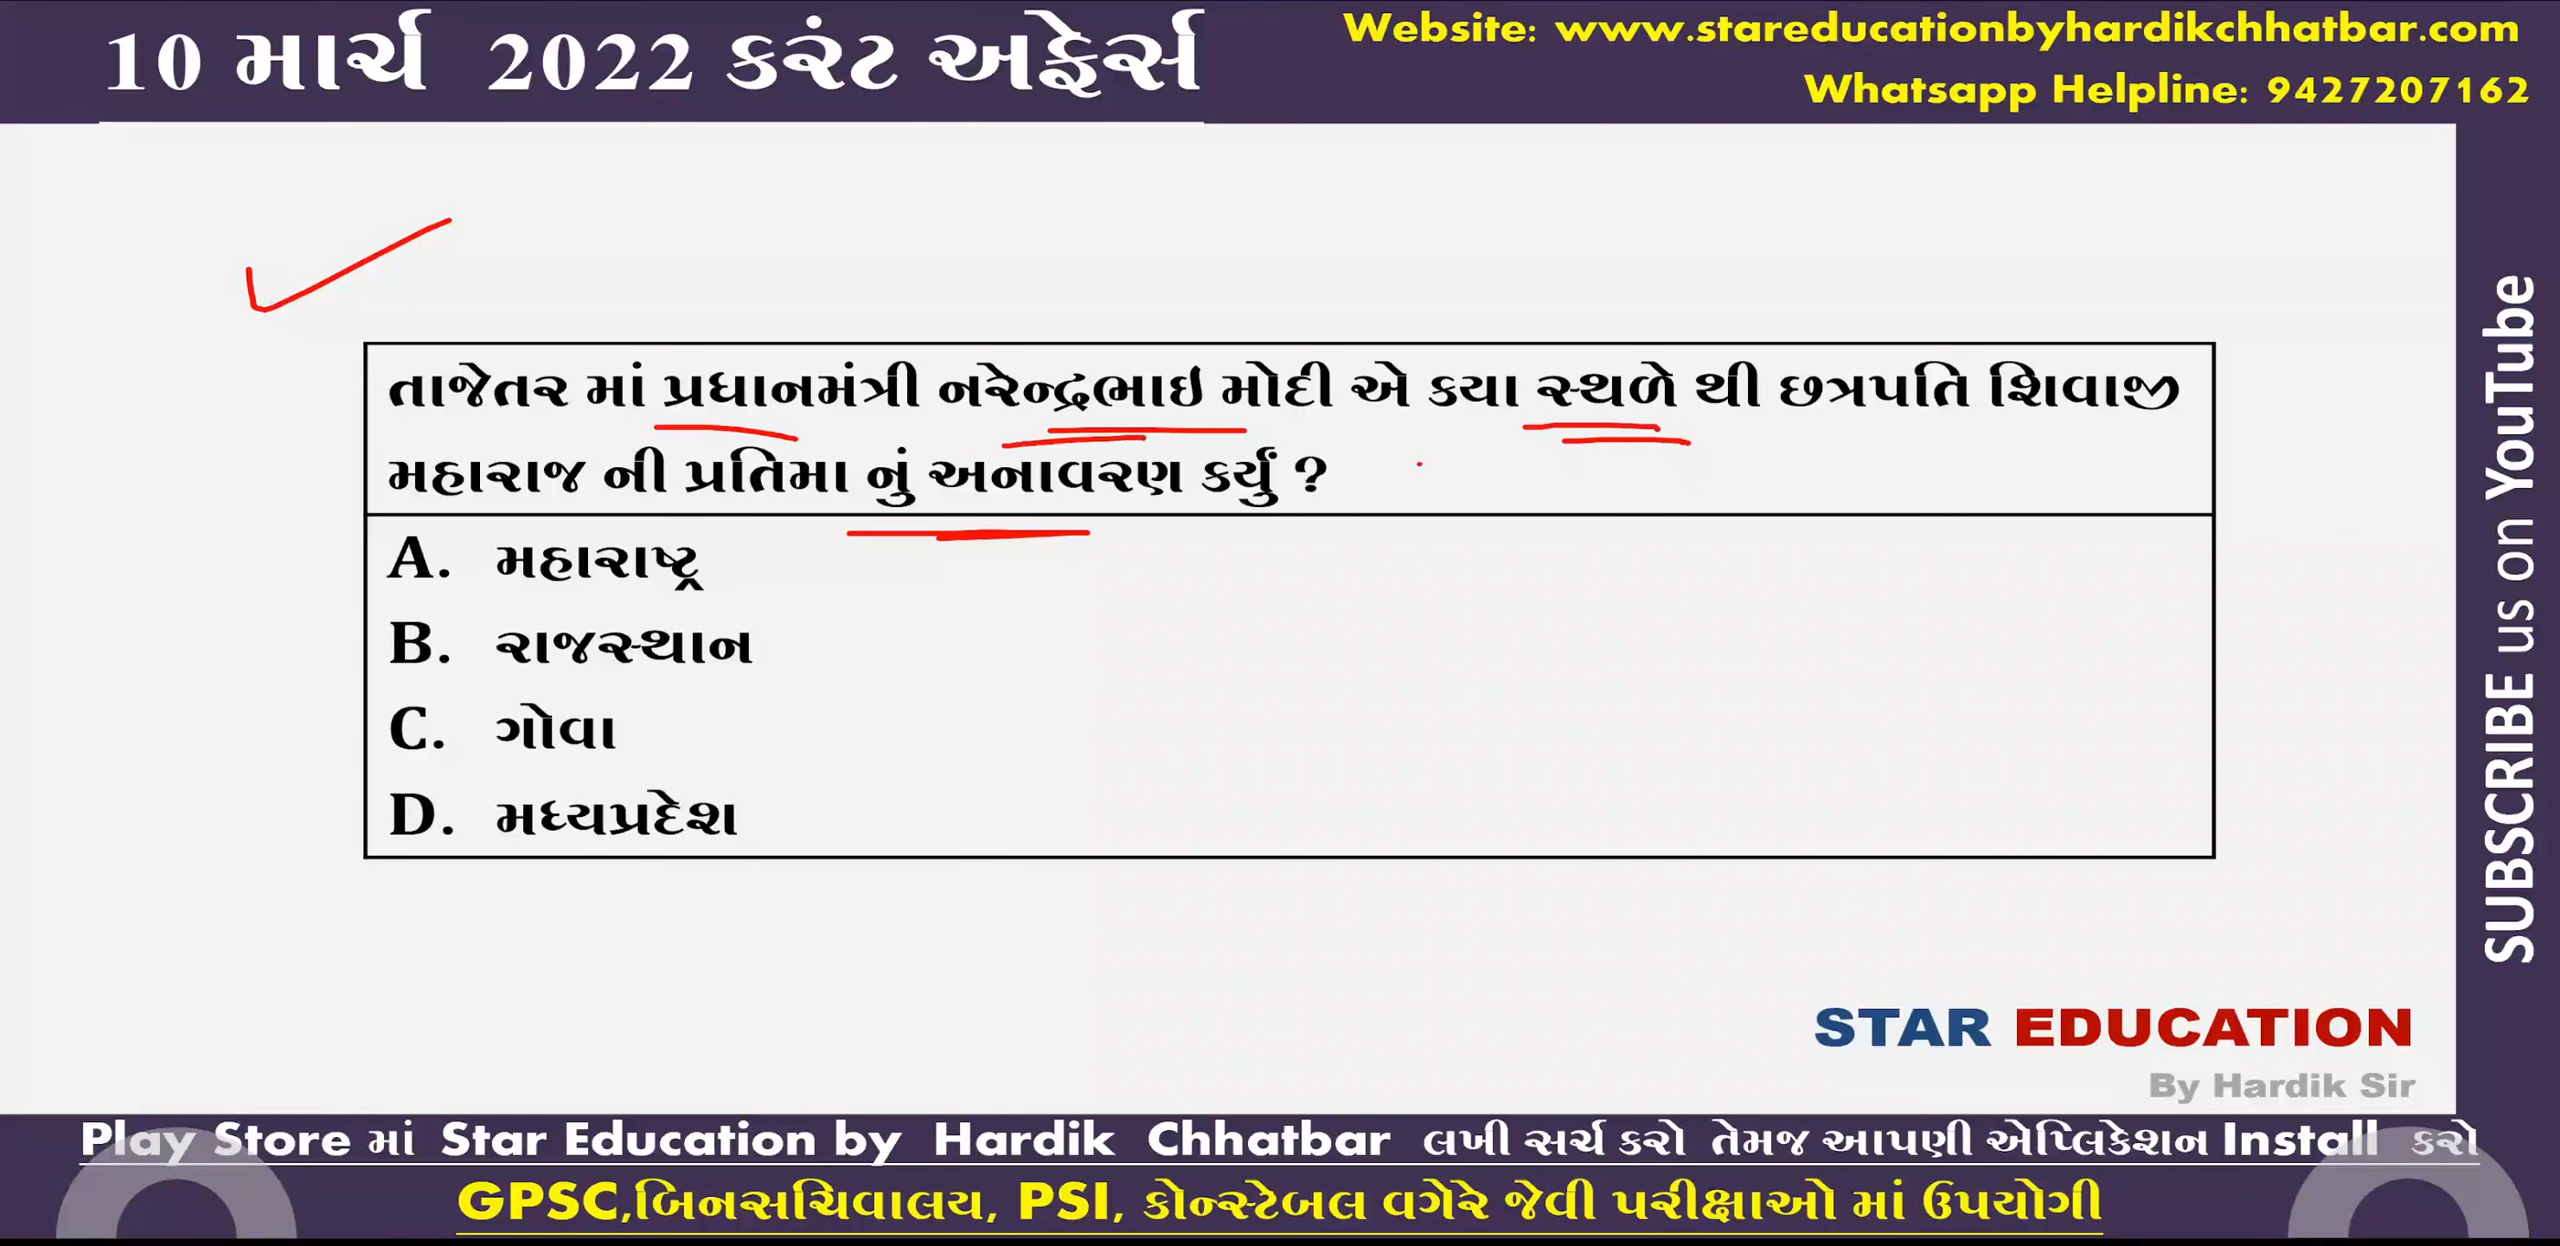 10 માર્ચ 2022 કરંટ અફેર્સ
Website: www.stareducationbyhardikchhatbar.com
Whatsapp Helpline: 9427207162
તાજેતર માં પ્રધાનમંત્રી નરેન્દ્રભાઇ મોદી એ કયા સ્થળે થી છત્રપતિ શિવાજી
મહારાજ ની પ્રતિમા નું અનાવરણ કર્યું ?
A. મહારાષ્ટ્ર
B. રાજસ્થાન
C. ગોવા
D. મધ્યપ્રદેશ
SUBSCRIBE us on YouTube
STAR EDUCATION
By Hardik Sir
Play Store માં Star Education by Hardik Chhatbar લખી સર્ચ કરો તેમજ આપણી એપ્લિકેશન Install કરો
GPSC,બિનસચિવાલય, PSI, કોન્સ્ટેબલ વગેરે જેવી પરીક્ષાઓ માં ઉપયોગી